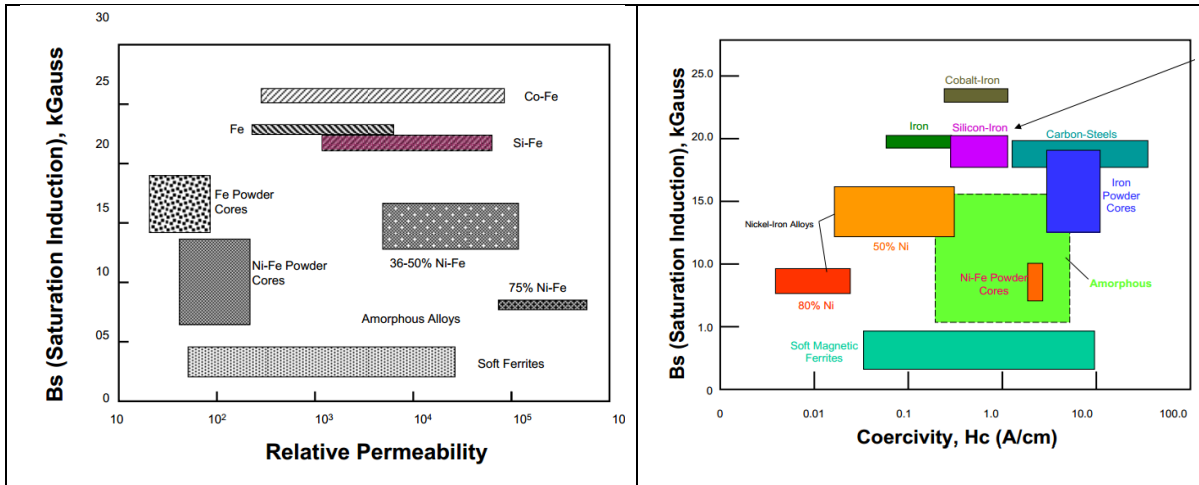 30
25
20
15
10
05
0
Bs (Saturation Induction), kGauss
Co-Fe
Fe
Si-Fe
Fe Powder
Cores
Ni-Fe Powder
Cores
36-50% Ni-Fe
75% Ni-Fe
Amorphous Alloys
Soft Ferrites
10
10²
10³
10⁴
10⁵
10
Relative Permeability
25.0
20.0
15.0
10.0
1.0
0
Bs (Saturation Induction), kGauss
Cobalt-Iron
Iron
Silicon-Iron
Carbon-Steels
Iron
Powder
Cores
Nickel-Iron Alloys
50% Ni
80% Ni
Ni-Fe Powder
Cores
Amorphous
Soft Magnetic
Ferrites
0
0.01
0.1
1.0
10.0
100.0
Coercivity, Hc (A/cm)